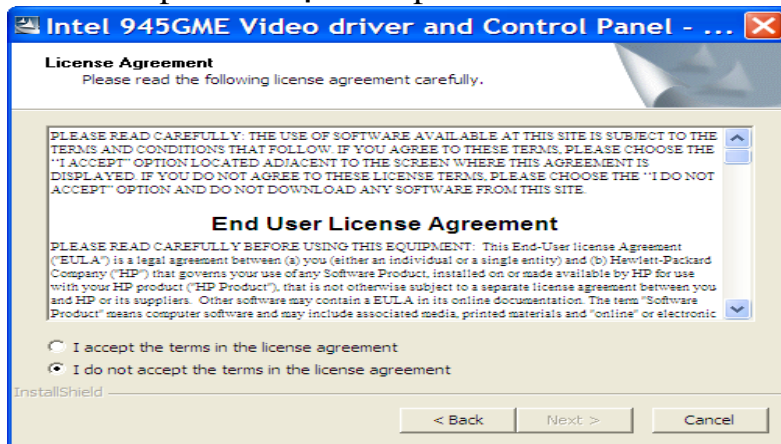 Intel 945GME Video driver and Control Panel - ...
License Agreement
Please read the following license agreement carefully.
PLEASE READ CAREFULLY: THE USE OF SOFTWARE AVAILABLE AT THIS SITE IS SUBJECT TO THE
TERMS AND CONDITIONS THAT FOLLOW. IF YOU AGREE TO THESE TERMS, PLEASE CHOOSE THE
''I ACCEPT'' OPTION LOCATED ADJACENT TO THE SCREEN WHERE THIS AGREEMENT IS
DISPLAYED. IF YOU DO NOT AGREE TO THESE LICENSE TERMS, PLEASE CHOOSE THE ''I DO NOT
ACCEPT'' OPTION AND DO NOT DOWNLOAD ANY SOFTWARE FROM THIS SITE.
End User License Agreement
PLEASE READ CAREFULLY BEFORE USING THIS EQUIPMENT: This End-User license Agreement
("EULA") is a legal agreement between (a) you (either an individual or a single entity) and (b) Hewlett-Packard
Company ("HP") that governs your use of any Software Product, installed on or made available by HP for use
with your HP product ("HP Product"), that is not otherwise subject to a separate license agreement between you
and HP or its suppliers. Other software may contain a EULA in its online documentation. The term "Software
Product" means computer software and may include associated media, printed materials and "online" or electronic
I accept the terms in the license agreement
I do not accept the terms in the license agreement
InstallShield
< Back Next > Cancel